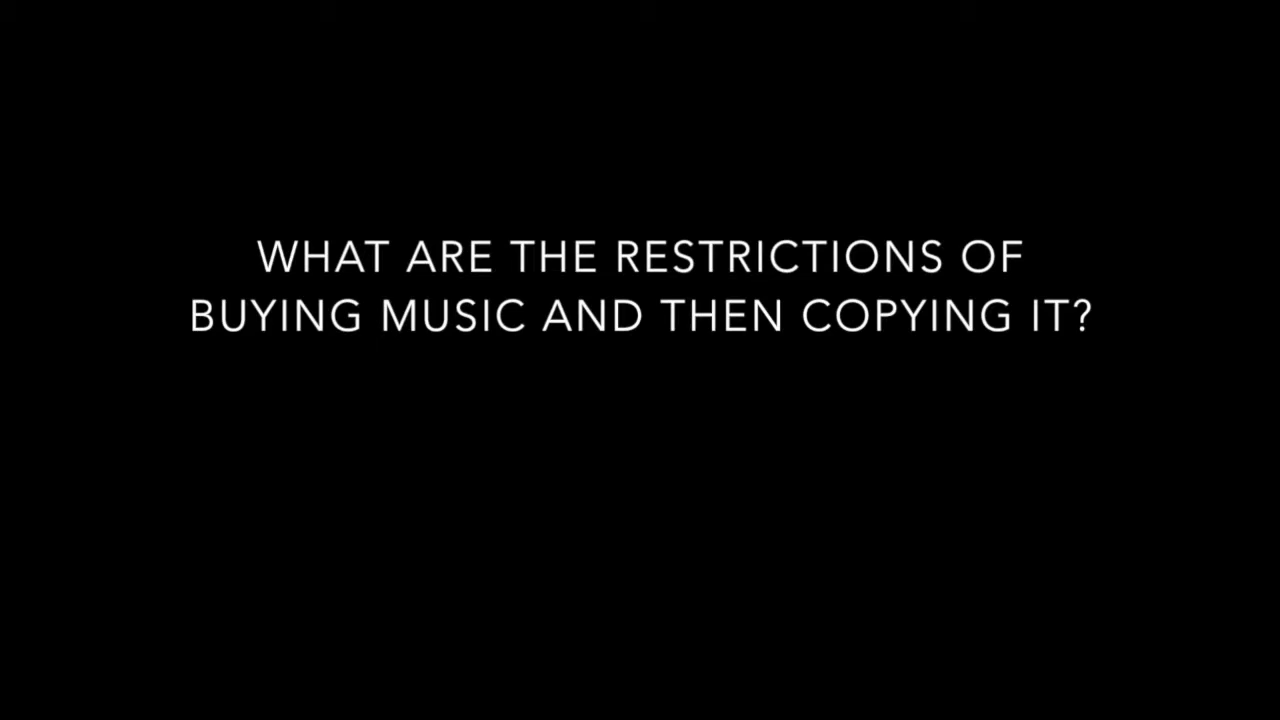 WHAT ARE THE RESTRICTIONS OF
BUYING MUSIC AND THEN COPYING IT?